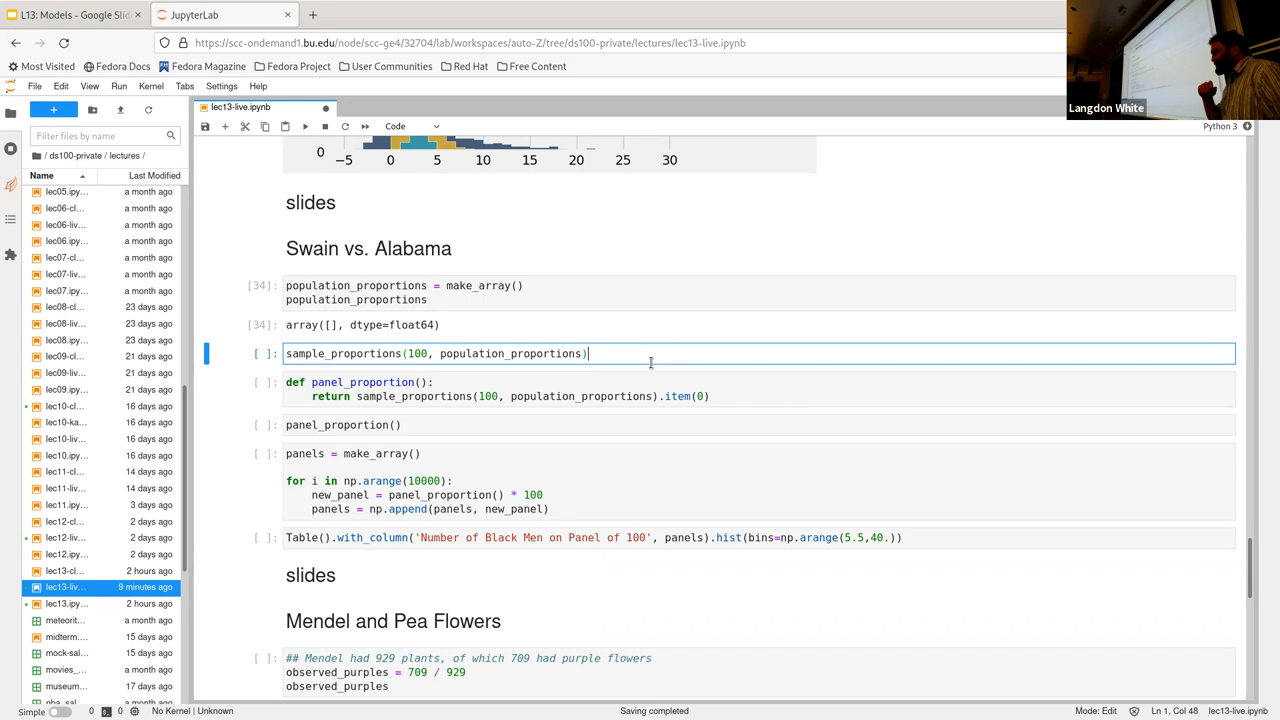 L13: Models - Google Slid
JupyterLab
https://scc-ondemand1.bu.edu/node/scc-ge4/32704/lab/workspaces/auto-Z/tree/ds100-private/lectures/lec13-live.ipynb
Most Visited
Fedora Docs
Fedora Magazine
Fedora Project
User Communities
Red Hat
Free Content
Langdon White
File Edit View Run Kernel Tabs Settings Help
lec13-live.ipynb
Code
Python 3
Filter files by name
/ ds100-private / lectures /
Name Last Modified
lec05.ipy... a month ago
lec06-cl... a month ago
lec06-liv... a month ago
lec06.ipy... a month ago
lec07-cl... a month ago
lec07-liv... a month ago
lec07.ipy... a month ago
lec08-cl... 23 days ago
lec08-liv... 23 days ago
lec08.ipy... 23 days ago
lec09-cl... 21 days ago
lec09-liv... 21 days ago
lec09.ipy... 21 days ago
lec10-cl... 16 days ago
lec10-ka... 16 days ago
lec10-liv... 16 days ago
lec10.ipy... 16 days ago
lec11-cl... 14 days ago
lec11-liv... 14 days ago
lec11.ipy... 3 days ago
lec12-cl... 2 days ago
lec12-liv... 2 days ago
lec12.ipy... 2 days ago
lec13-cl... 2 hours ago
lec13-liv... 9 minutes ago
lec13.ipy... 2 hours ago
meteorit... a month ago
midterm.... 15 days ago
mock-sal... 15 days ago
movies_... a month ago
museum... 17 days ago
nba_sal... a month ago
0 −5 0 5 10 15 20 25 30
slides
Swain vs. Alabama
[34]: population_proportions = make_array()
population_proportions
[34]: array([], dtype=float64)
[ ]: sample_proportions(100, population_proportions)
[ ]: def panel_proportion():
return sample_proportions(100, population_proportions).item(0)
[ ]: panel_proportion()
[ ]: panels = make_array()
for i in np.arange(10000):
new_panel = panel_proportion() * 100
panels = np.append(panels, new_panel)
[ ]: Table().with_column('Number of Black Men on Panel of 100', panels).hist(bins=np.arange(5.5,40.))
slides
Mendel and Pea Flowers
[ ]: ## Mendel had 929 plants, of which 709 had purple flowers
observed_purples = 709 / 929
observed_purples
Simple 0 0 No Kernel | Unknown Saving completed Mode: Edit Ln 1, Col 48 lec13-live.ipynb